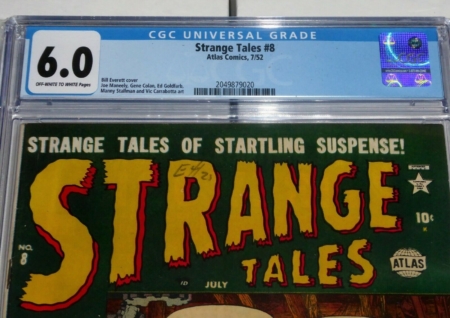 CGC UNIVERSAL GRADE
6.0
OFF-WHITE TO WHITE Pages
Strange Tales #8
Atlas Comics, 7/52
Bill Everett cover
Joe Maneely, Gene Colan, Ed Goldfarb,
Manny Stallman and Vic Carrabotta art
2049879020
STRANGE TALES OF STARTLING SUSPENSE!
STRANGE
TALES
10¢
NO.
8
JULY
ATLAS